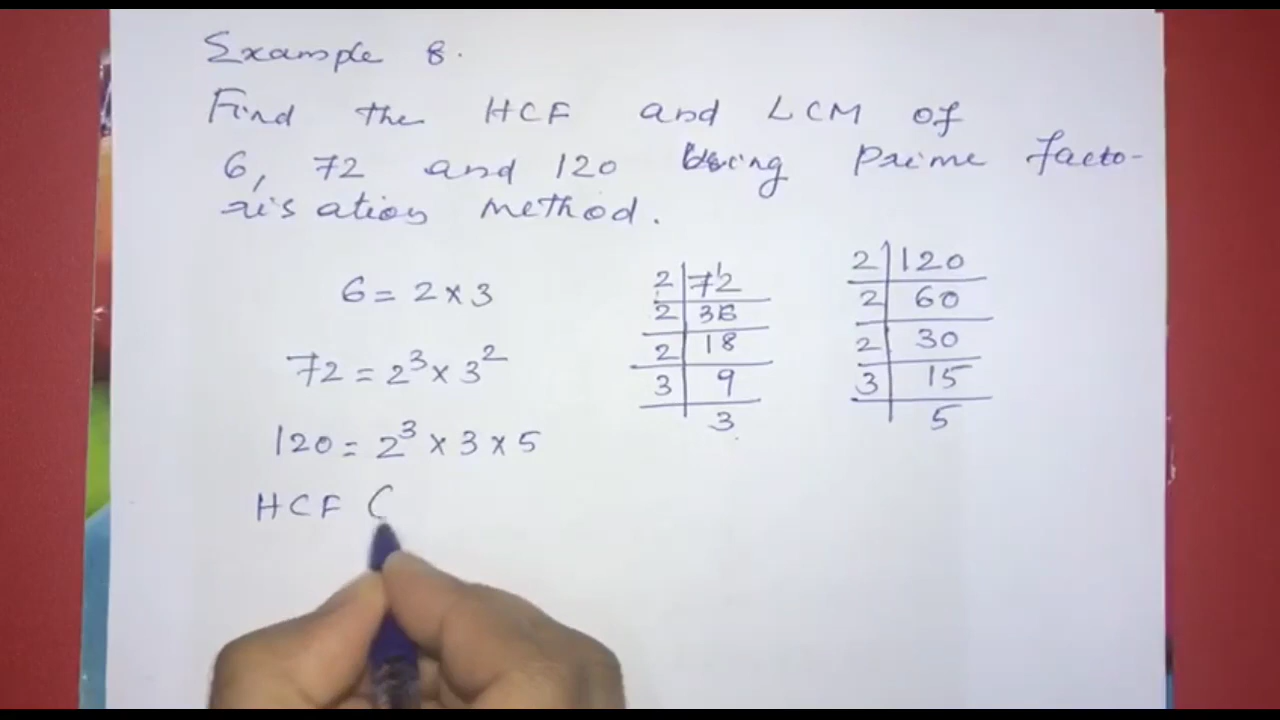 Example 8.
Find the HCF and LCM of
6, 72 and 120 Using Prime facto-
risation method.
6 = 2 × 3
72 = 2³ × 3²
120 = 2³ × 3 × 5
HCF (
2 72
2 36
2 18
3 9
3
2 120
2 60
2 30
3 15
5